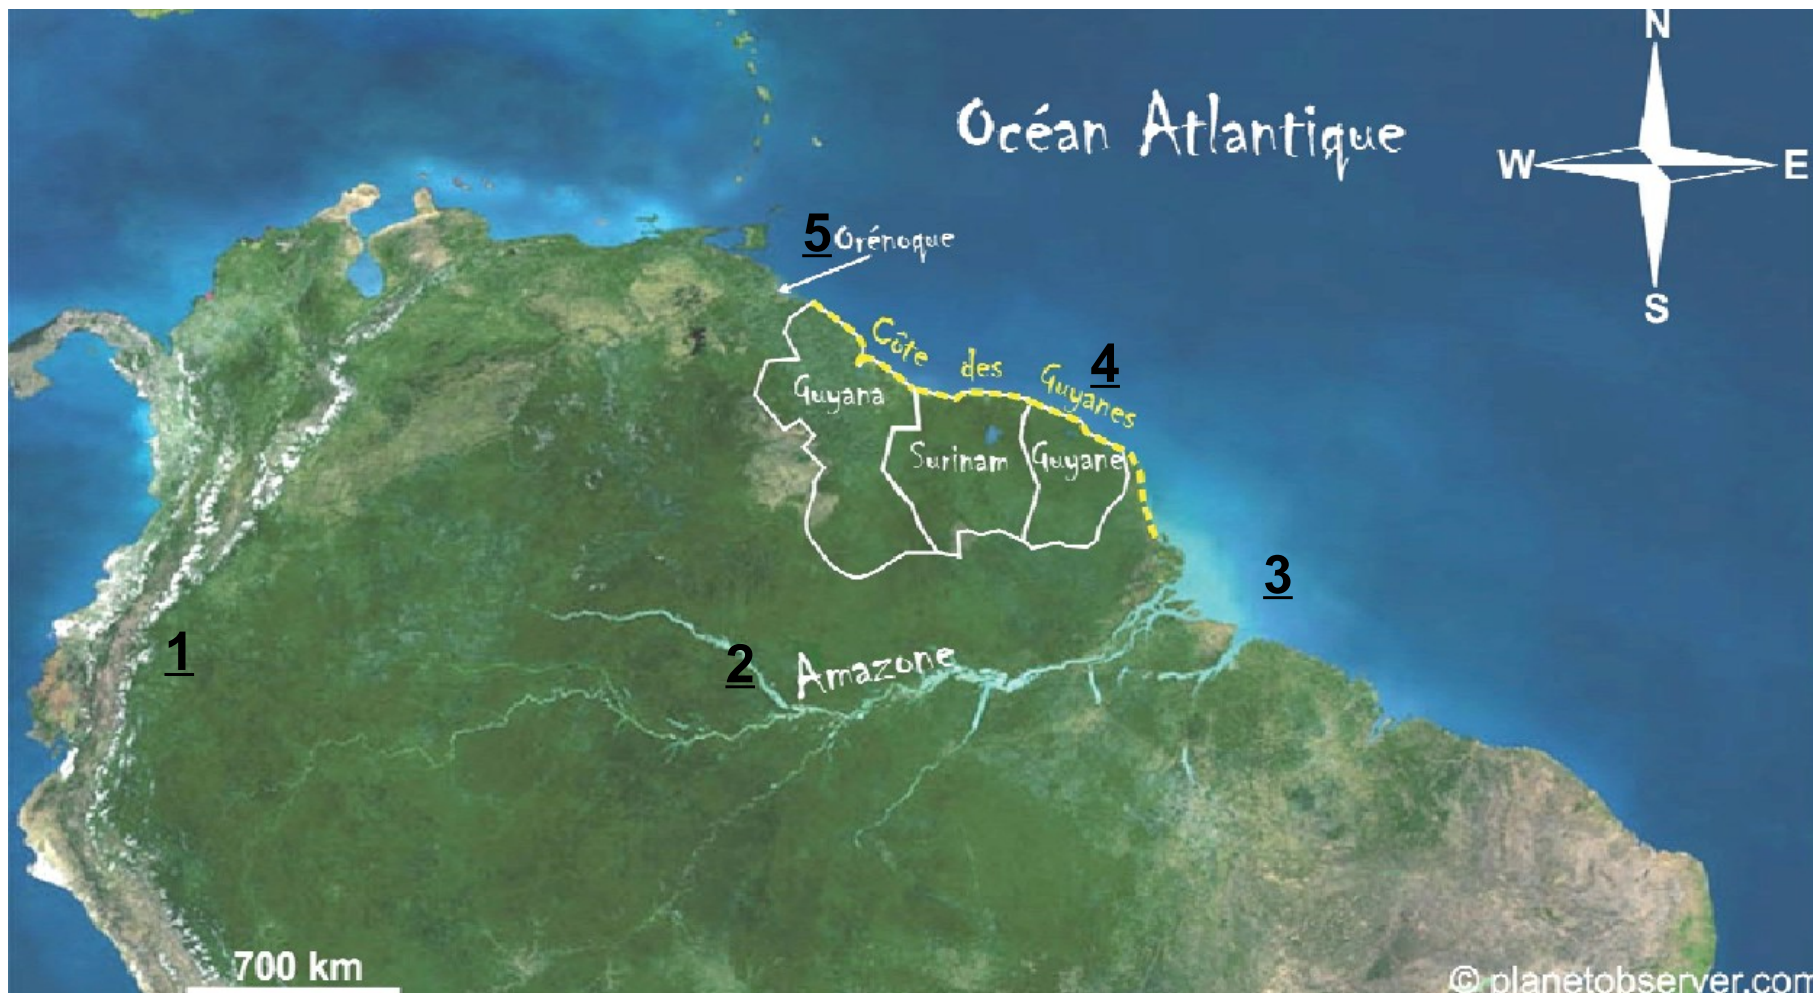 N
Océan Atlantique
W E
5 Orénoque
S
Côte des Guyanes
4
Guyana
Surinam Guyane
3
1
2 Amazone
700 km
© planetobserver.com